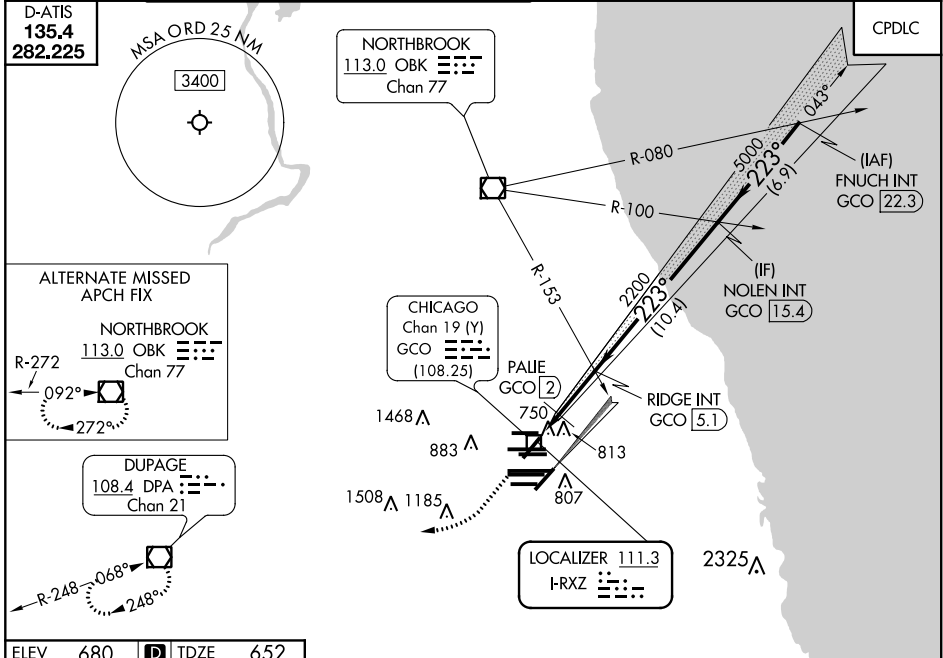 D-ATIS
135.4
282.225
MSA ORD 25 NM
3400
NORTHBROOK
113.0 OBK
Chan 77
CPDLC
043°
R-080
5000
223°
(6.9)
(IAF)
FNUCH INT
GCO 22.3
R-100
R-153
2200
223°
(10.4)
(IF)
NOLEN INT
GCO 15.4
ALTERNATE MISSED
APCH FIX
NORTHBROOK
113.0 OBK
Chan 77
R-272
092°
272°
CHICAGO
Chan 19 (Y)
GCO
(108.25)
PALIE
GCO 2
RIDGE INT
GCO 5.1
750
1468
883
813
1508
1185
807
DUPAGE
108.4 DPA
Chan 21
R-248
068°
248°
LOCALIZER 111.3
I-RXZ
2325
ELEV 680 D TDZE 652